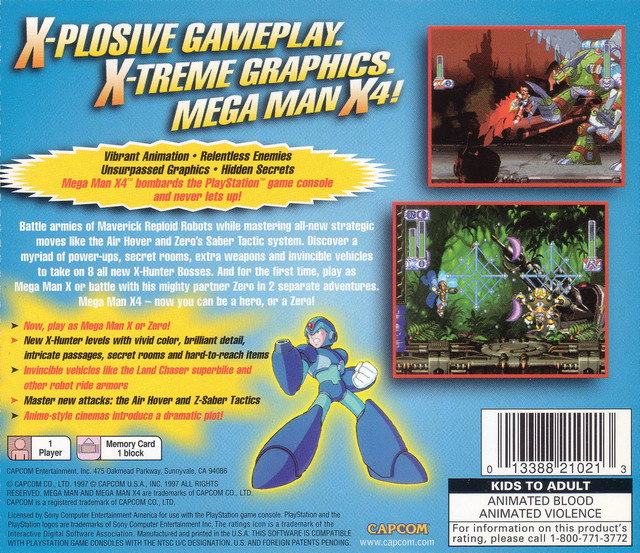 X-PLOSIVE GAMEPLAY.
X-TREME GRAPHICS.
MEGA MAN X4!
Vibrant Animation • Relentless Enemies
Unsurpassed Graphics • Hidden Secrets
Mega Man X4™ bombards the PlayStation™ game console
and never lets up!
Battle armies of Maverick Reploid Robots while mastering all-new strategic
moves like the Air Hover and Zero's Saber Tactic system. Discover a
myriad of power-ups, secret rooms, extra weapons and invincible vehicles
to take on 8 all new X-Hunter Bosses. And for the first time, play as
Mega Man X or battle with his mighty partner Zero in 2 separate adventures.
Mega Man X4 – now you can be a hero, or a Zero!
➤ Now, play as Mega Man X or Zero!
➤ New X-Hunter levels with vivid color, brilliant detail,
intricate passages, secret rooms and hard-to-reach items
➤ Invincible vehicles like the Land Chaser superbike and
other robot ride armors
➤ Master new attacks: the Air Hover and Z-Saber Tactics
➤ Anime-style cinemas introduce a dramatic plot!
1
Player
Memory Card
1 block
CAPCOM Entertainment, Inc. 475 Oakmead Parkway, Sunnyvale, CA 94086
© CAPCOM CO., LTD. 1997 © CAPCOM U.S.A., INC. 1997 ALL RIGHTS
RESERVED. MEGA MAN AND MEGA MAN X4 are trademarks of CAPCOM CO., LTD.
CAPCOM is a registered trademark of CAPCOM CO., LTD.
Licensed by Sony Computer Entertainment America for use with the PlayStation game console. PlayStation and the
PlayStation logos are trademarks of Sony Computer Entertainment Inc. The ratings icon is a trademark of the
Interactive Digital Software Association. Manufactured and printed in the U.S.A. THIS SOFTWARE IS COMPATIBLE
WITH PLAYSTATION GAME CONSOLES WITH THE NTSC U/C DESIGNATION. U.S. AND FOREIGN PATENTS PENDING.
CAPCOM
www.capcom.com
0 13388 21021 3
KIDS TO ADULT
ANIMATED BLOOD
ANIMATED VIOLENCE
For information on this product's
rating, please call 1-800-771-3772